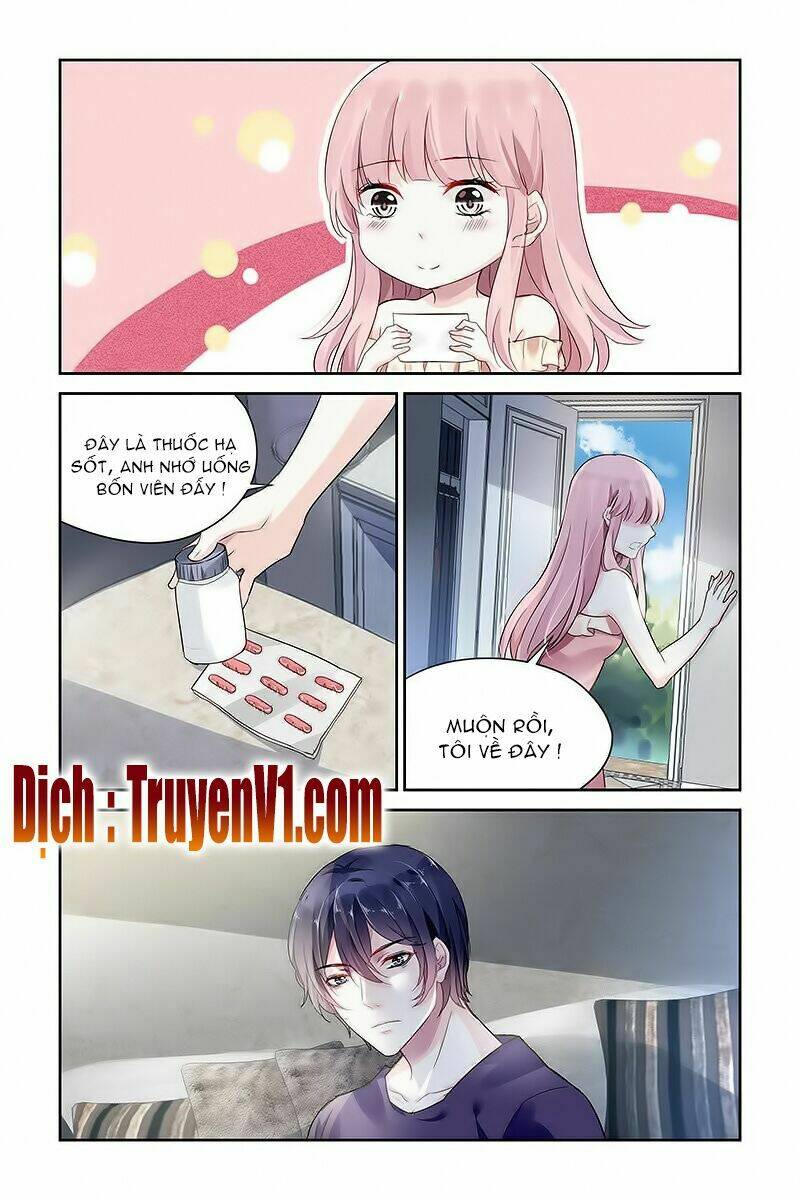 ĐÂY LÀ THUỐC HẠ
SỐT, ANH NHỚ UỐNG
BỐN VIÊN ĐẤY !
MUỘN RỒI,
TÔI VỀ ĐÂY !
Dịch : TruyenV1.com